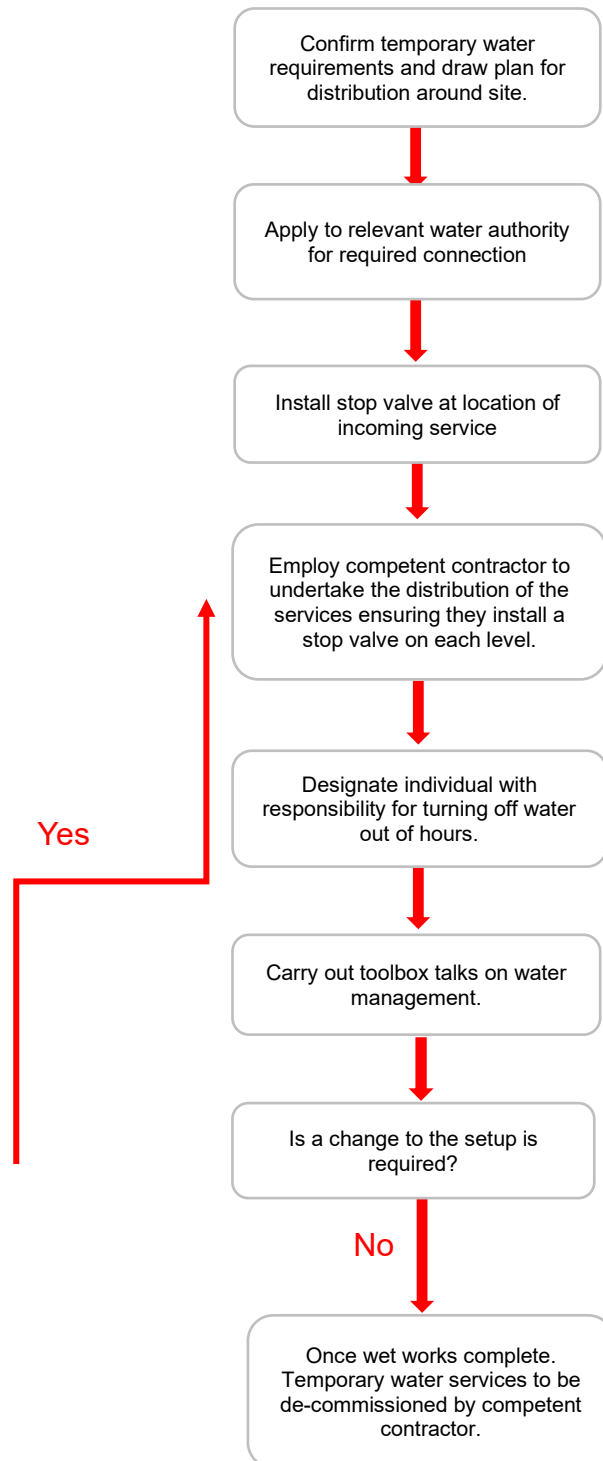 Confirm temporary water
requirements and draw plan for
distribution around site.
Apply to relevant water authority
for required connection
Install stop valve at location of
incoming service
Employ competent contractor to
undertake the distribution of the
services ensuring they install a
stop valve on each level.
Designate individual with
responsibility for turning off water
out of hours.
Yes
Carry out toolbox talks on water
management.
Is a change to the setup is
required?
No
Once wet works complete.
Temporary water services to be
de-commissioned by competent
contractor.